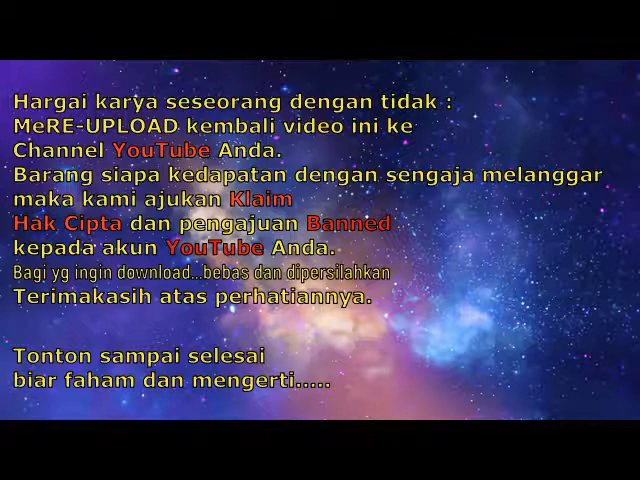 Hargai karya seseorang dengan tidak :
MeRE-UPLOAD kembali video ini ke
Channel YouTube Anda.
Barang siapa kedapatan dengan sengaja melanggar
maka kami ajukan Klaim
Hak Cipta dan pengajuan Banned
kepada akun YouTube Anda.
Bagi yg ingin download...bebas dan dipersilahkan
Terimakasih atas perhatiannya.
Tonton sampai selesai
biar faham dan mengerti.....